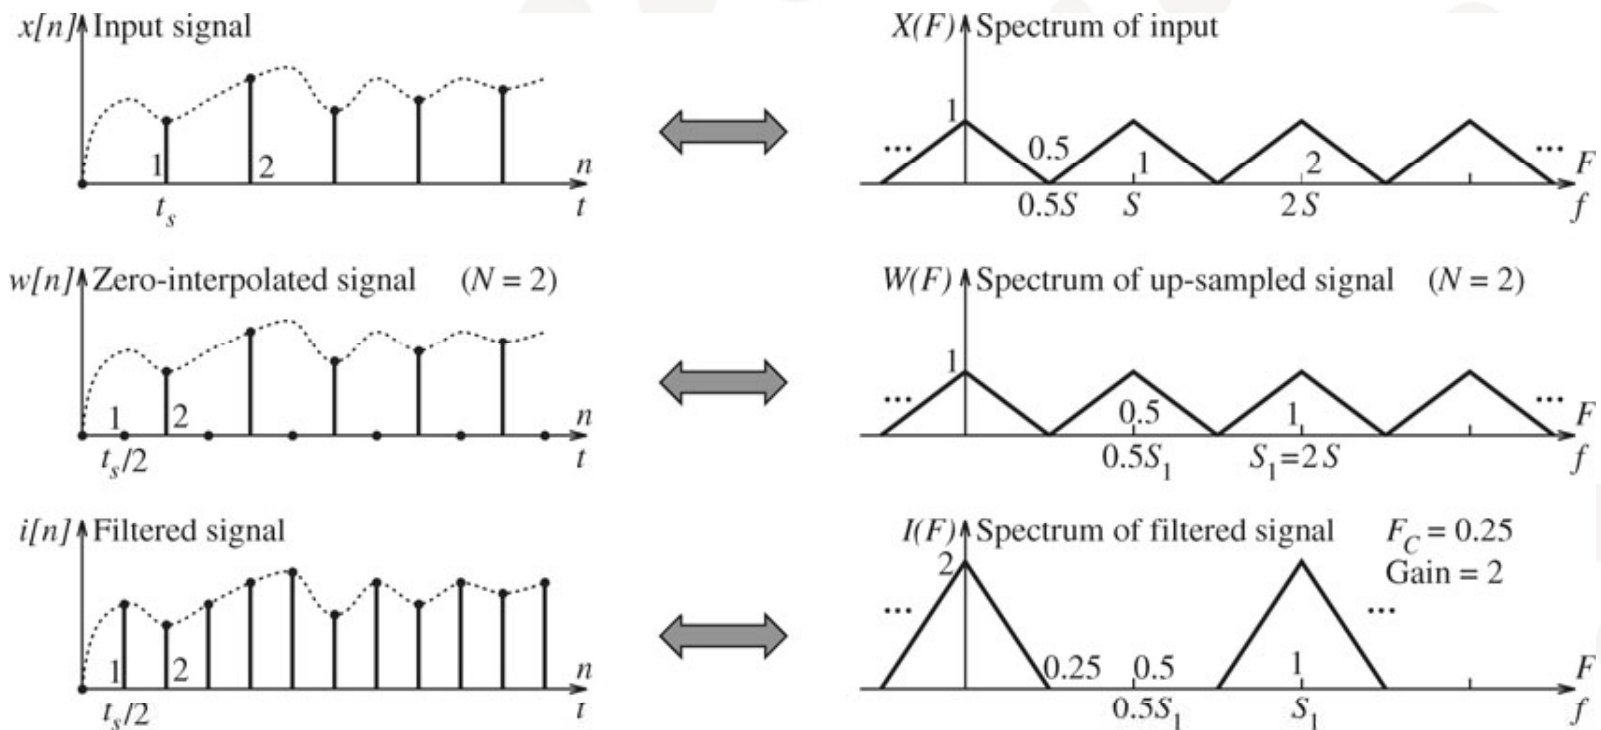 x[n] Input signal
1 2 n
t_s t
X(F) Spectrum of input
1
... 0.5 1 2 ... F
0.5S S 2S f
w[n] Zero-interpolated signal (N = 2)
1 2 n
t_s/2 t
W(F) Spectrum of up-sampled signal (N = 2)
1
... 0.5 1 ... F
0.5S_1 S_1=2S f
i[n] Filtered signal
1 2 n
t_s/2 t
I(F) Spectrum of filtered signal F_C = 0.25
2 Gain = 2
... ...
0.25 0.5 1 F
0.5S_1 S_1 f